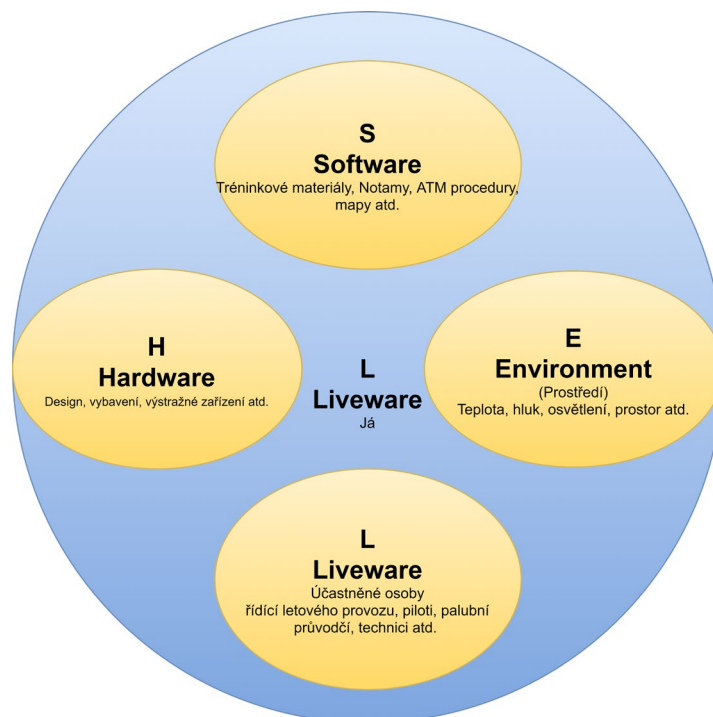 S
Software
Tréninkové materiály, Notamy, ATM procedury,
mapy atd.
H
Hardware
Design, vybavení, výstražné zařízení atd.
L
Liveware
Já
E
Environment
(Prostředí)
Teplota, hluk, osvětlení, prostor atd.
L
Liveware
Účastněné osoby
řídící letového provozu, piloti, palubní
průvodčí, technici atd.